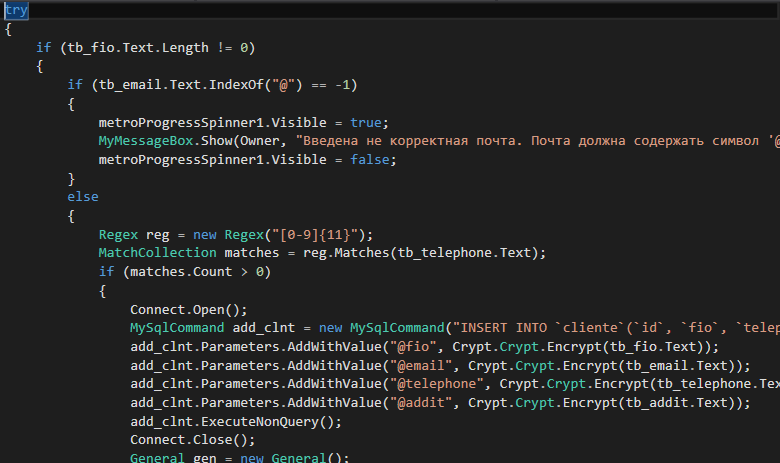 try
{
if (tb_fio.Text.Length != 0)
{
if (tb_email.Text.IndexOf("@") == -1)
{
metroProgressSpinner1.Visible = true;
MyMessageBox.Show(Owner, "Введена не корректная почта. Почта должна содержать символ '@
metroProgressSpinner1.Visible = false;
}
else
{
Regex reg = new Regex("[0-9]{11}");
MatchCollection matches = reg.Matches(tb_telephone.Text);
if (matches.Count > 0)
{
Connect.Open();
MySqlCommand add_clnt = new MySqlCommand("INSERT INTO `cliente`(`id`, `fio`, `telep
add_clnt.Parameters.AddWithValue("@fio", Crypt.Crypt.Encrypt(tb_fio.Text));
add_clnt.Parameters.AddWithValue("@email", Crypt.Crypt.Encrypt(tb_email.Text));
add_clnt.Parameters.AddWithValue("@telephone", Crypt.Crypt.Encrypt(tb_telephone.Tex
add_clnt.Parameters.AddWithValue("@addit", Crypt.Crypt.Encrypt(tb_addit.Text));
add_clnt.ExecuteNonQuery();
Connect.Close();
General gen = new General();